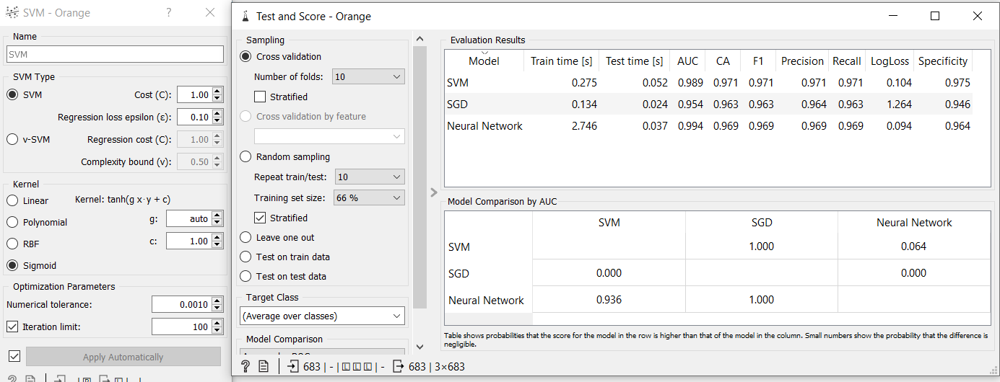 SVM - Orange
?
Name
SVM
SVM Type
SVM Cost (C): 1.00
Regression loss epsilon (ε): 0.10
v-SVM Regression cost (C): 1.00
Complexity bound (v): 0.50
Kernel
Linear Kernel: tanh(g x·y + c)
Polynomial g: auto
RBF c: 1.00
Sigmoid
Optimization Parameters
Numerical tolerance: 0.0010
Iteration limit: 100
Apply Automatically
Test and Score - Orange
Sampling
Cross validation
Number of folds: 10
Stratified
Cross validation by feature
Random sampling
Repeat train/test: 10
Training set size: 66 %
Stratified
Leave one out
Test on train data
Test on test data
Target Class
(Average over classes)
Model Comparison
Evaluation Results
Model Train time [s] Test time [s] AUC CA F1 Precision Recall LogLoss Specificity
SVM 0.275 0.052 0.989 0.971 0.971 0.971 0.971 0.104 0.975
SGD 0.134 0.024 0.954 0.963 0.963 0.964 0.963 1.264 0.946
Neural Network 2.746 0.037 0.994 0.969 0.969 0.969 0.969 0.094 0.964
Model Comparison by AUC
SVM SGD Neural Network
SVM 1.000 0.064
SGD 0.000 0.000
Neural Network 0.936 1.000
Table shows probabilities that the score for the model in the row is higher than that of the model in the column. Small numbers show the probability that the difference is
negligible.
? 683 | - | - 683 | 3×683